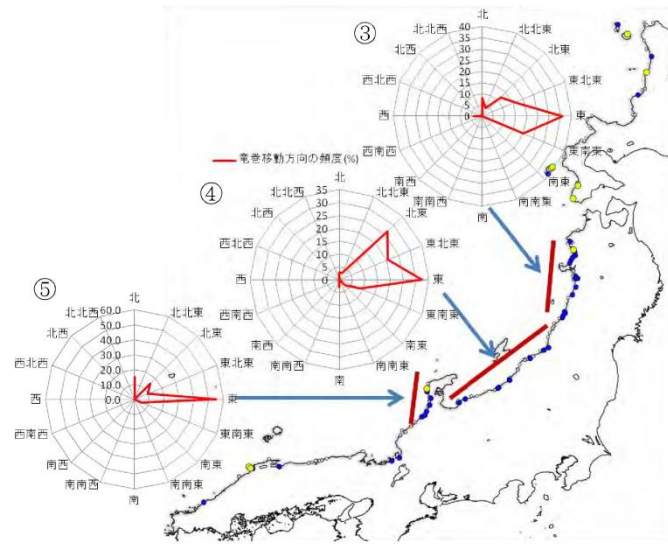 ③
北
北北東
北東
東北東
東
東南東
南東
南南東
南
南南西
南西
西南西
西
西北西
北西
北北西
40
35
30
25
20
15
10
5
0
竜巻移動方向の頻度(%)
④
北
北北東
北東
東北東
東
東南東
南東
南南東
南
南南西
南西
西南西
西
西北西
北西
北北西
35
30
25
20
15
10
5
0
⑤
北
北北東
北東
東北東
東
東南東
南東
南南東
南
南南西
南西
西南西
西
西北西
北西
北北西
60.0
50.0
40.0
30.0
20.0
10.0
0.0